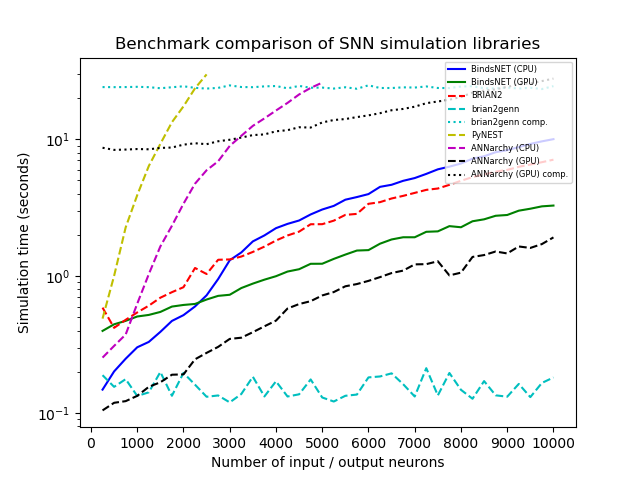 Benchmark comparison of SNN simulation libraries
BindsNET (CPU)
BindsNET (GPU)
BRIAN2
brian2genn
brian2genn comp.
PyNEST
ANNarchy (CPU)
ANNarchy (GPU)
ANNarchy (GPU) comp.
Simulation time (seconds)
10¹
10⁰
10⁻¹
0 1000 2000 3000 4000 5000 6000 7000 8000 9000 10000
Number of input / output neurons